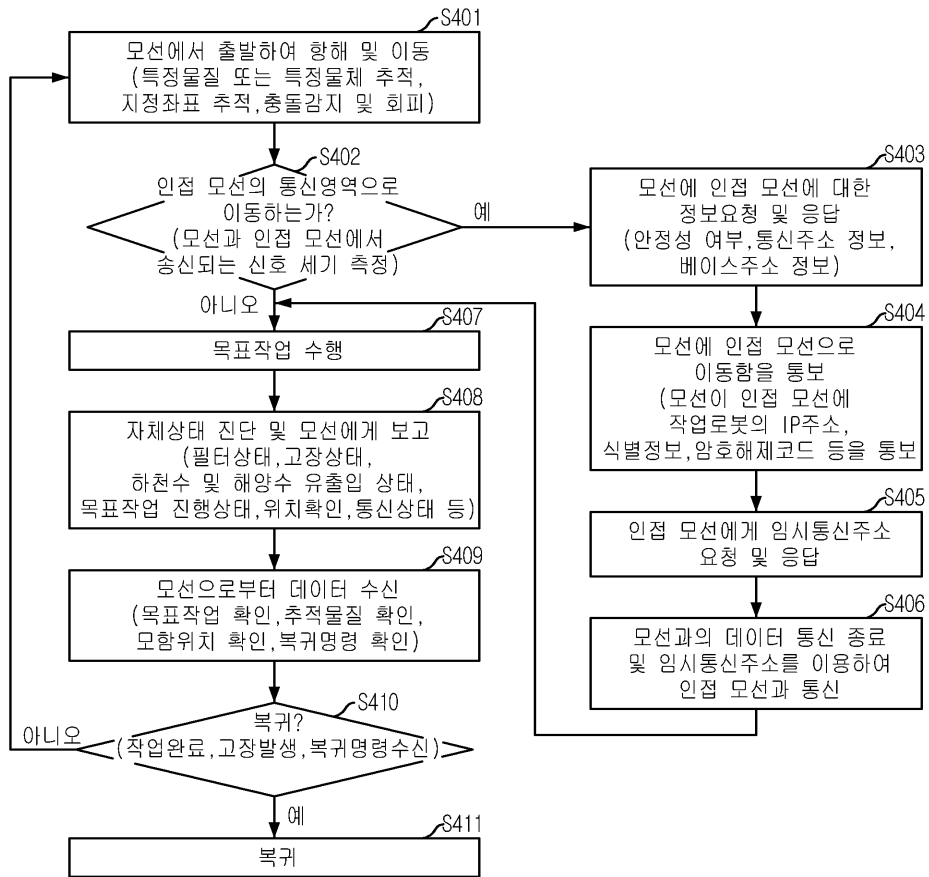 S401
모선에서 출발하여 항해 및 이동
(특정물질 또는 특정물체 추적,
지정좌표 추적,충돌감지 및 회피)
S402
인접 모선의 통신영역으로
이동하는가?
(모선과 인접 모선에서
송신되는 신호 세기 측정)
예
아니오
S403
모선에 인접 모선에 대한
정보요청 및 응답
(안정성 여부,통신주소 정보,
베이스주소 정보)
S404
모선에 인접 모선으로
이동함을 통보
(모선이 인접 모선에
작업로봇의 IP주소,
식별정보,암호해제코드 등을 통보
S405
인접 모선에게 임시통신주소
요청 및 응답
S406
모선과의 데이터 통신 종료
및 임시통신주소를 이용하여
인접 모선과 통신
S407
목표작업 수행
S408
자체상태 진단 및 모선에게 보고
(필터상태,고장상태,
하천수 및 해양수 유출입 상태,
목표작업 진행상태,위치확인,통신상태 등)
S409
모선으로부터 데이터 수신
(목표작업 확인,추적물질 확인,
모함위치 확인,복귀명령 확인)
S410
복귀?
(작업완료,고장발생,복귀명령수신)
아니오
예
S411
복귀